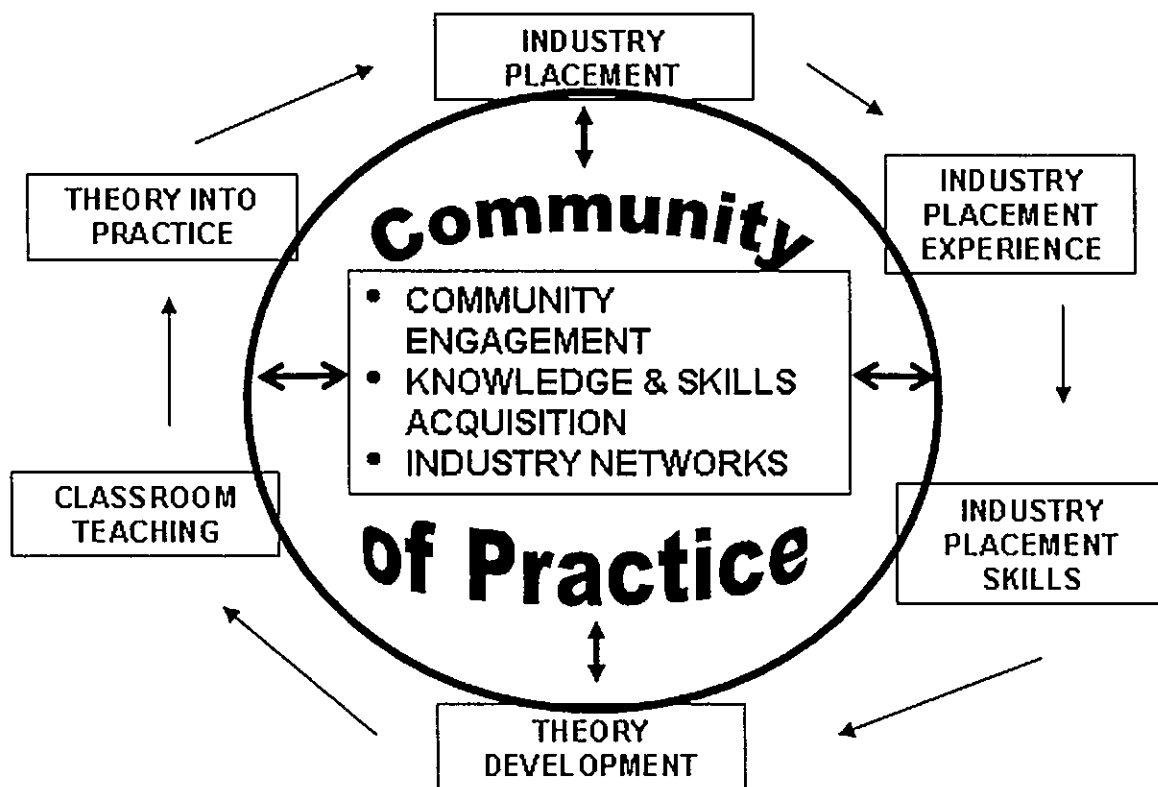 INDUSTRY
PLACEMENT
INDUSTRY
PLACEMENT
EXPERIENCE
INDUSTRY
PLACEMENT
SKILLS
THEORY
DEVELOPMENT
CLASSROOM
TEACHING
THEORY INTO
PRACTICE
Community
• COMMUNITY
ENGAGEMENT
• KNOWLEDGE & SKILLS
ACQUISITION
• INDUSTRY NETWORKS
of Practice